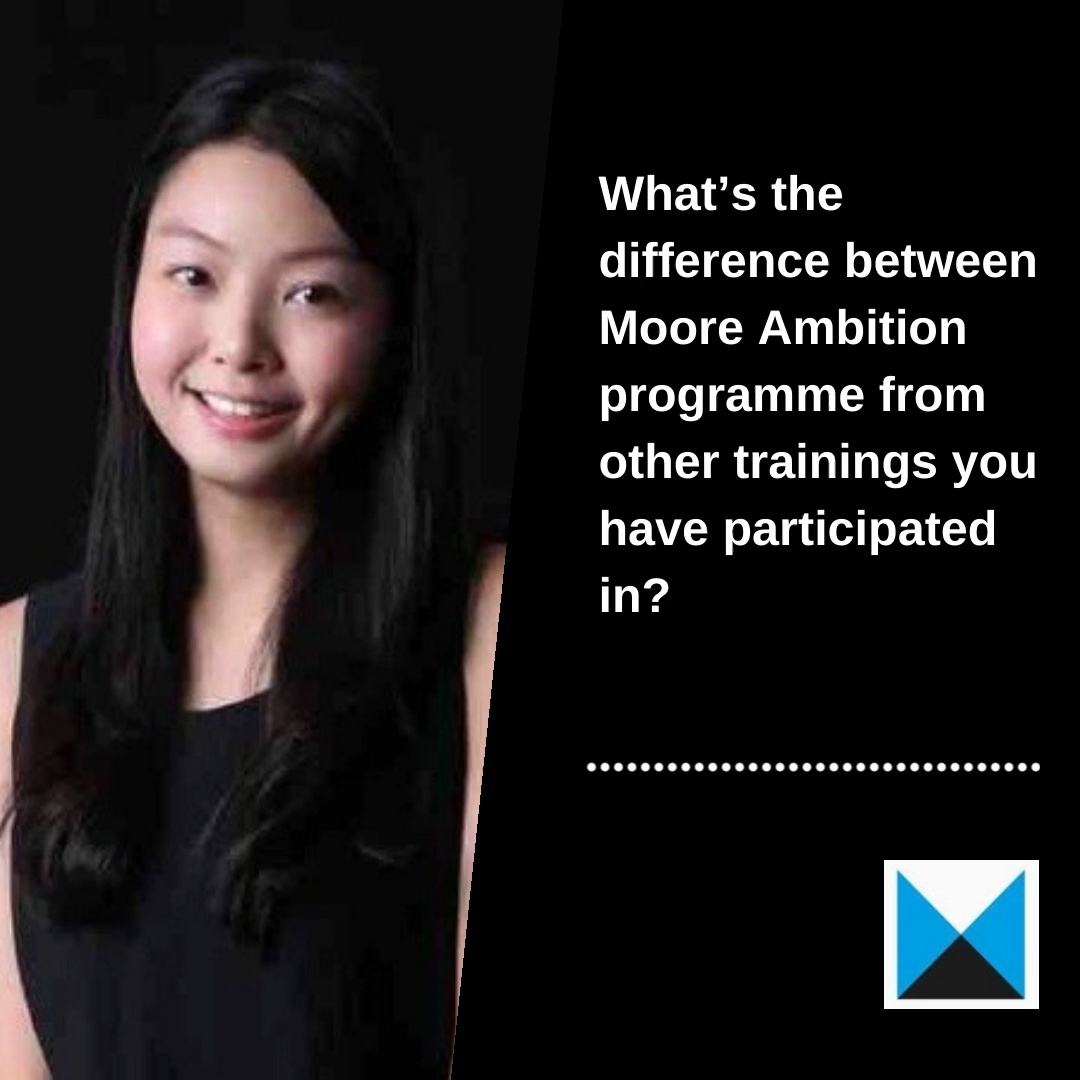 What’s the
difference between
Moore Ambition
programme from
other trainings you
have participated
in?